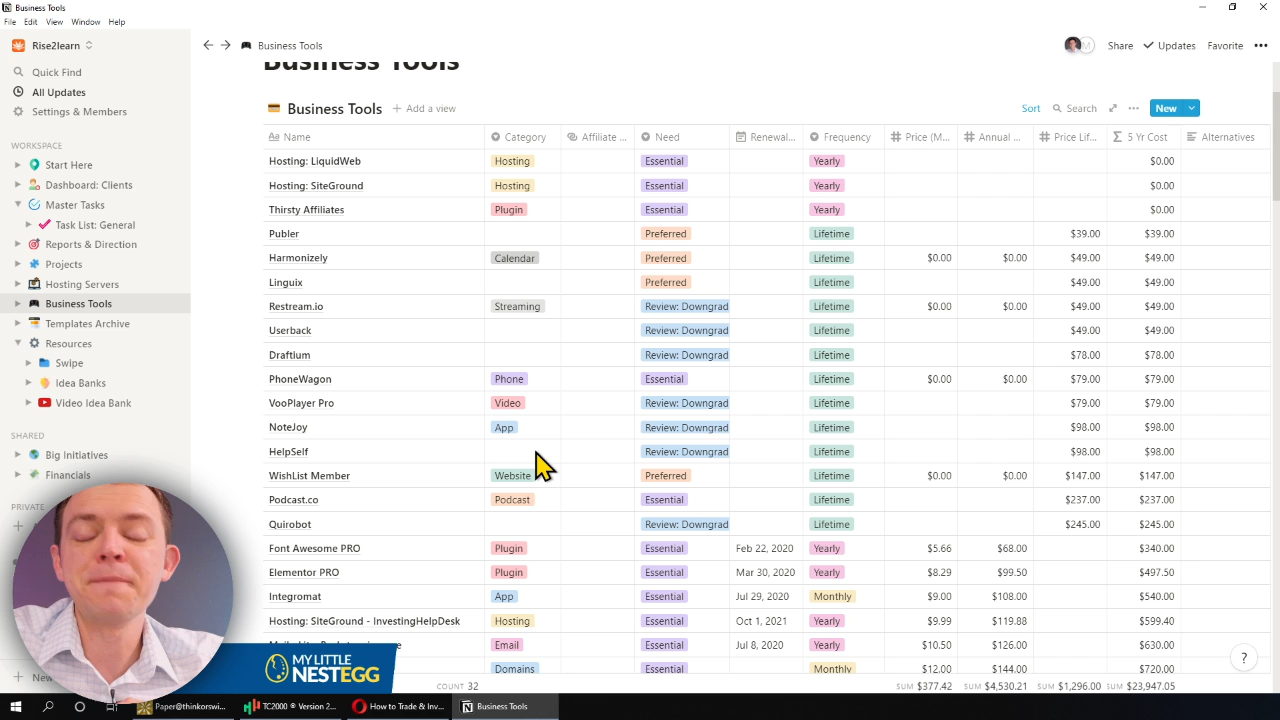 Business Tools
File Edit View Window Help
Rise2learn
Business Tools
Share Updates Favorite
Quick Find
All Updates
Settings & Members
WORKSPACE
Start Here
Dashboard: Clients
Master Tasks
Task List: General
Reports & Direction
Projects
Hosting Servers
Business Tools
Templates Archive
Resources
Swipe
Idea Banks
Video Idea Bank
SHARED
Big Initiatives
Financials
PRIVATE
New
Business Tools
Business Tools + Add a view Sort Search New
Name Category Affiliate ... Need Renewal... Frequency Price (M... Annual ... Price Lif... 5 Yr Cost Alternatives
Hosting: LiquidWeb Hosting Essential Yearly $0.00
Hosting: SiteGround Hosting Essential Yearly $0.00
Thirsty Affiliates Plugin Essential Yearly $0.00
Publer Preferred Lifetime $39.00 $39.00
Harmonizely Calendar Preferred Lifetime $0.00 $0.00 $49.00 $49.00
Linguix Preferred Lifetime $49.00 $49.00
Restream.io Streaming Review: Downgrad Lifetime $0.00 $0.00 $49.00 $49.00
Userback Review: Downgrad Lifetime $49.00 $49.00
Draftium Review: Downgrad Lifetime $78.00 $78.00
PhoneWagon Phone Essential Lifetime $0.00 $0.00 $79.00 $79.00
VooPlayer Pro Video Review: Downgrad Lifetime $79.00 $79.00
NoteJoy App Review: Downgrad Lifetime $98.00 $98.00
HelpSelf Review: Downgrad Lifetime $98.00 $98.00
WishList Member Website Preferred Lifetime $0.00 $0.00 $147.00 $147.00
Podcast.co Podcast Essential Lifetime $237.00 $237.00
Quirobot Review: Downgrad Lifetime $245.00 $245.00
Font Awesome PRO Plugin Essential Feb 22, 2020 Yearly $5.66 $68.00 $340.00
Elementor PRO Plugin Essential Mar 30, 2020 Yearly $8.29 $99.50 $497.50
Integromat App Essential Jul 29, 2020 Monthly $9.00 $108.00 $540.00
Hosting: SiteGround - InvestingHelpDesk Hosting Essential Oct 1, 2021 Yearly $9.99 $119.88 $599.40
Email Essential Jul 8, 2020 Yearly $10.50 $126.00 $630.00
Domains Essential Monthly $12.00 $144.00 $720.00
COUNT 32 SUM $377.42 SUM $4,530.21 SUM $1,296.00 SUM $23,947.05
?
MY LITTLE
NESTEGG
Paper@thinkorswi... TC2000 ® Version 2... How to Trade & Inv... Business Tools